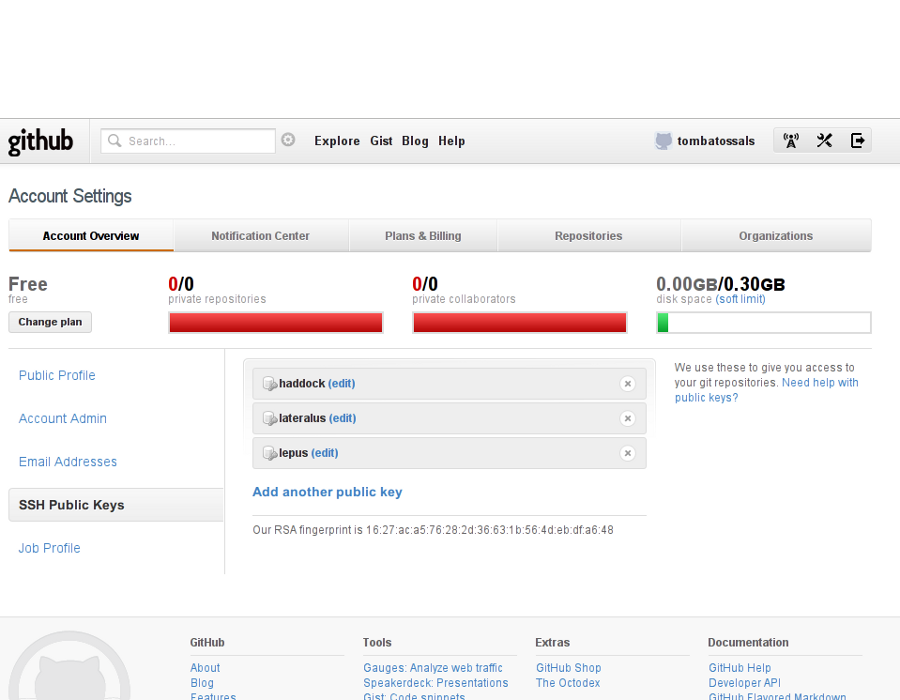 github Search... Explore Gist Blog Help tombatossals
Account Settings
Account Overview Notification Center Plans & Billing Repositories Organizations
Free 0/0 0/0 0.00GB/0.30GB
free private repositories private collaborators disk space (soft limit)
Change plan
Public Profile
Account Admin
Email Addresses
SSH Public Keys
Job Profile
haddock (edit)
lateralus (edit)
lepus (edit)
Add another public key
Our RSA fingerprint is 16:27:ac:a5:76:28:2d:36:63:1b:56:4d:eb:df:a6:48
We use these to give you access to
your git repositories. Need help with
public keys?
GitHub
About
Blog
Features
Tools
Gauges: Analyze web traffic
Speakerdeck: Presentations
Gist: Code snippets
Extras
GitHub Shop
The Octodex
Documentation
GitHub Help
Developer API
GitHub Flavored Markdown